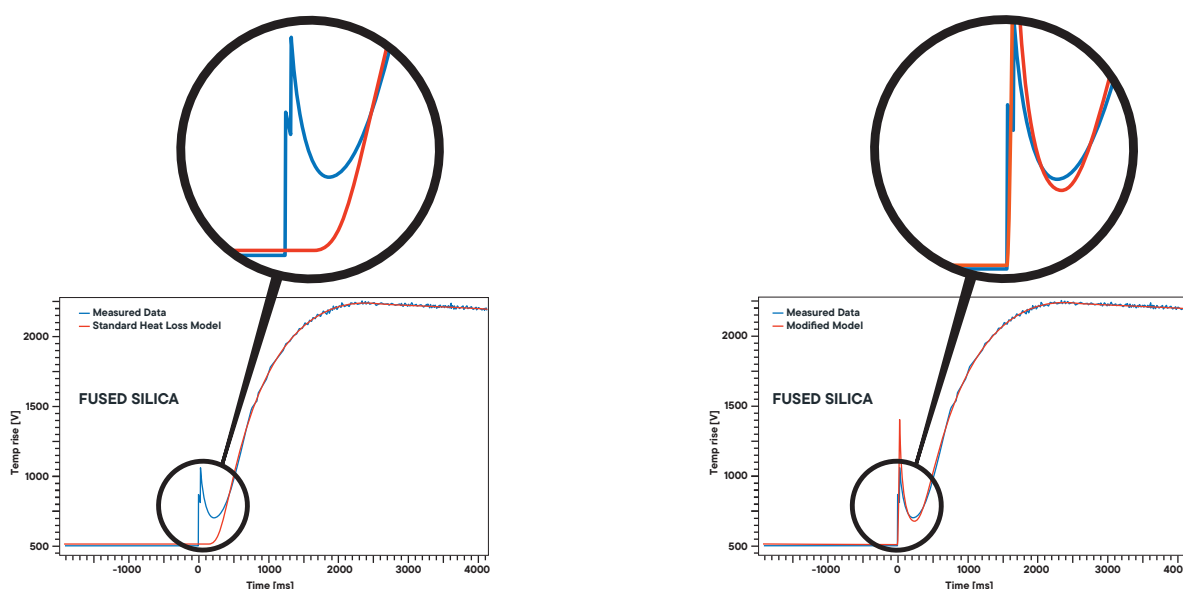 Measured Data
Standard Heat Loss Model
2000
FUSED SILICA
1500
Temp rise [V]
1000
500
-1000 0 1000 2000 3000 4000
Time [ms]
Measured Data
Modified Model
2000
FUSED SILICA
1500
Temp rise [V]
1000
500
-1000 0 1000 2000 3000 400
Time [ms]